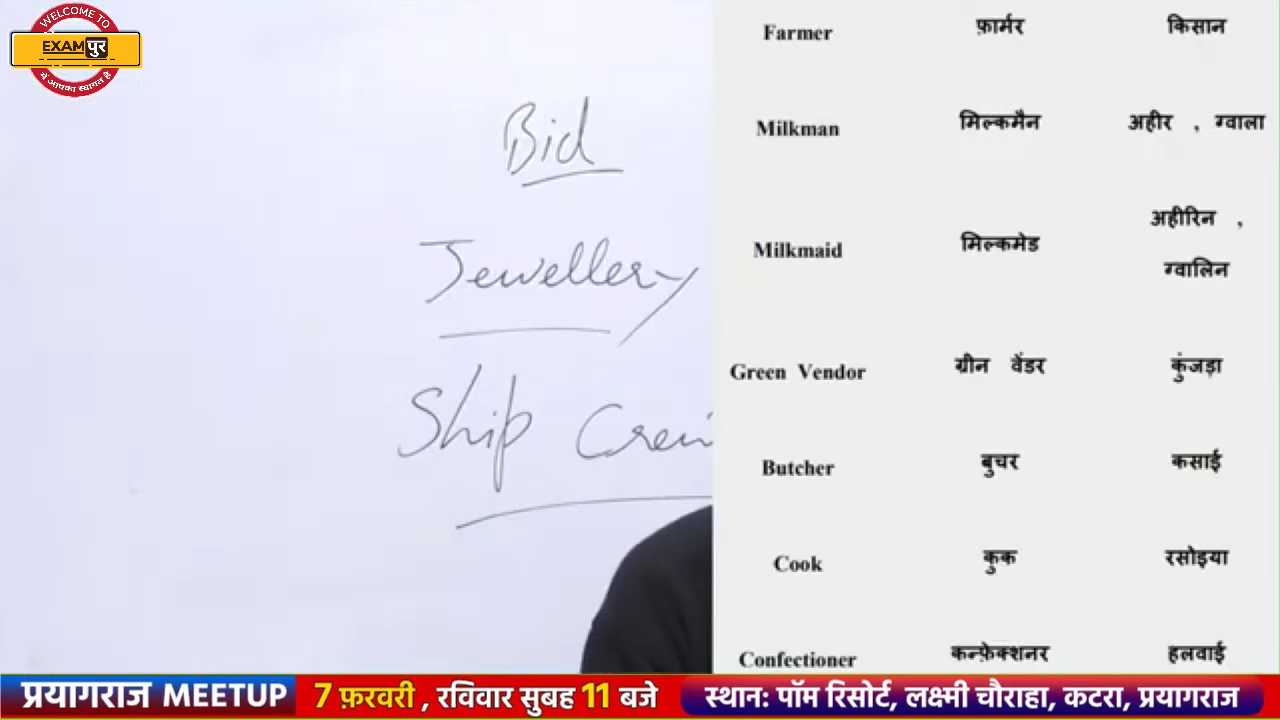 WELCOME TO
EXAMपुर
में आपका स्वागत है
Bid
Jewellery
Ship Crew
Farmer फ़ार्मर किसान
Milkman मिल्कमैन अहीर , ग्वाला
Milkmaid मिल्कमेड अहीरिन ,
ग्वालिन
Green Vendor ग्रीन वेंडर कुंजड़ा
Butcher बुचर कसाई
Cook कुक रसोइया
Confectioner कन्फ़ेक्शनर हलवाई
प्रयागराज MEETUP 7 फ़रवरी , रविवार सुबह 11 बजे स्थान: पॉम रिसोर्ट, लक्ष्मी चौराहा, कटरा, प्रयागराज